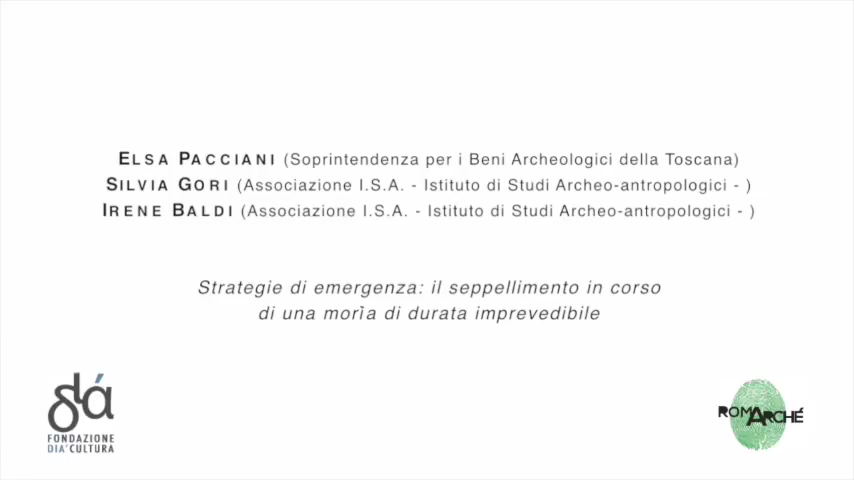 ELSA PACCIANI (Soprintendenza per i Beni Archeologici della Toscana)
SILVIA GORI (Associazione I.S.A. - Istituto di Studi Archeo-antropologici - )
IRENE BALDI (Associazione I.S.A. - Istituto di Studi Archeo-antropologici - )
Strategie di emergenza: il seppellimento in corso
di una morìa di durata imprevedibile
dá
FONDAZIONE
DIA'CULTURA
ROMARCHÉ